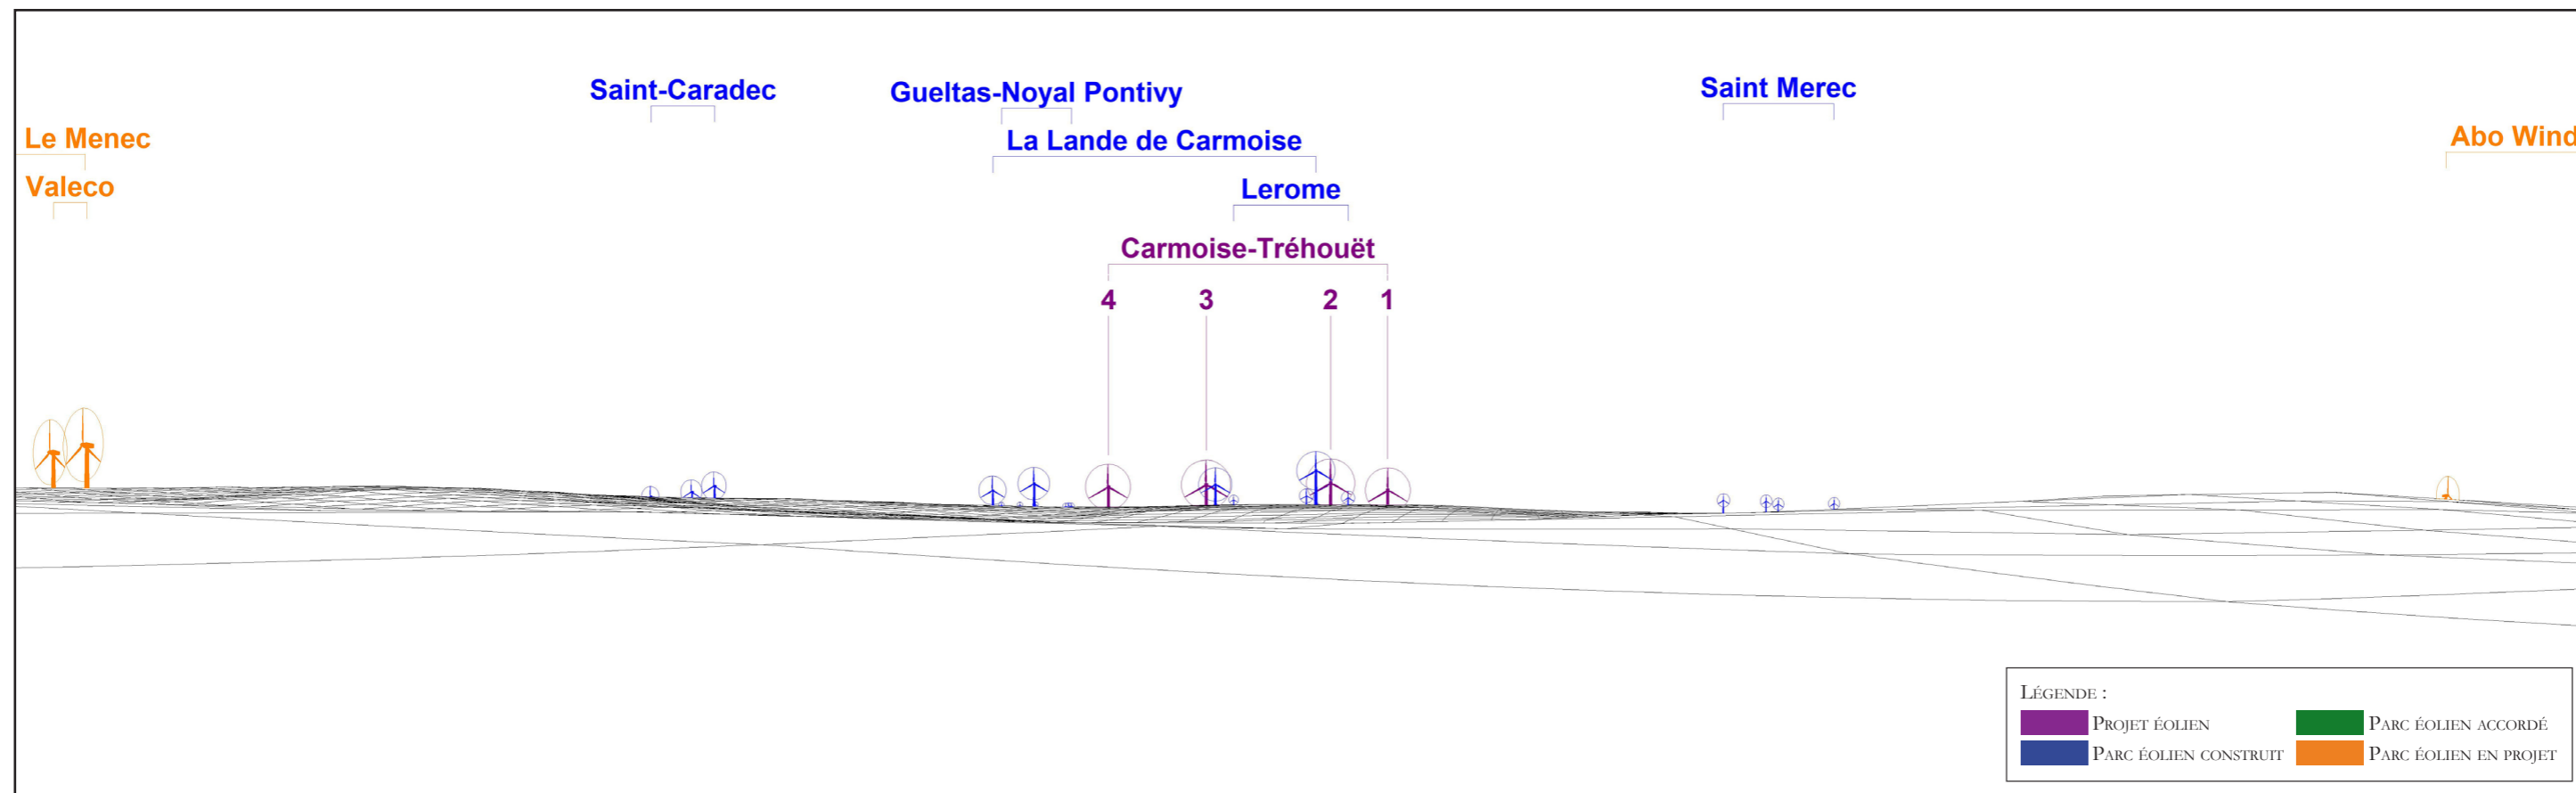 Saint-Caradec
Gueltas-Noyal Pontivy
Saint Merec
Le Menec
La Lande de Carmoise
Abo Wind
Valeco
Lerome
Carmoise-Tréhouët
4 3 2 1
Légende :
Projet éolien
Parc éolien accordé
Parc éolien construit
Parc éolien en projet